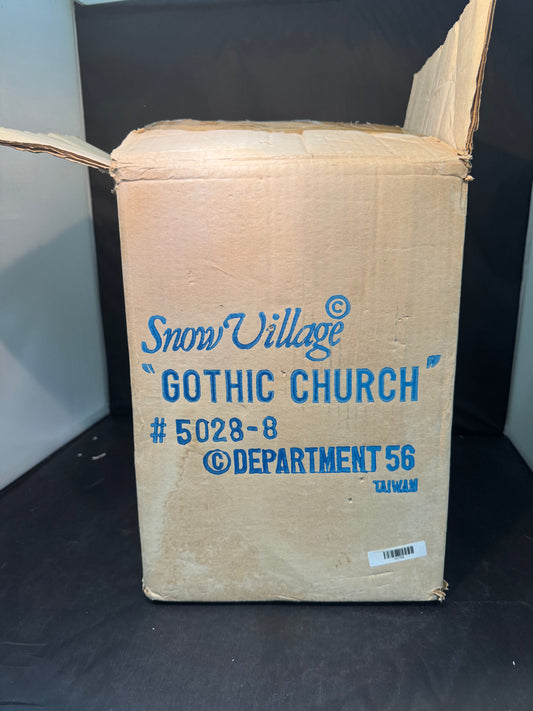 Snow Village ©
"GOTHIC CHURCH"
# 5028-8
© DEPARTMENT 56
TAIWAN